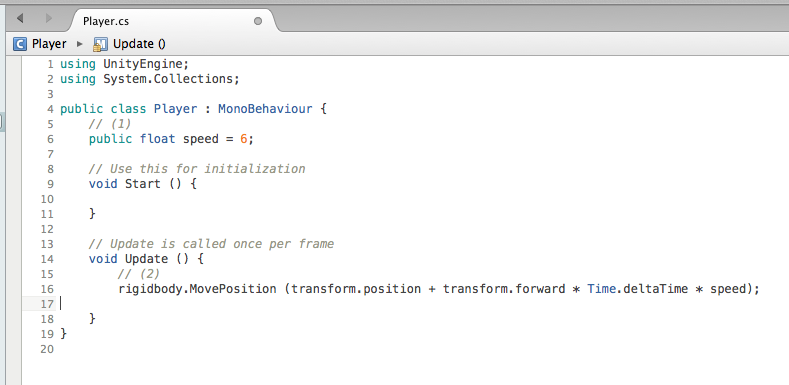 Player.cs
Player ▸ Update ()
1 using UnityEngine;
2 using System.Collections;
3
4 public class Player : MonoBehaviour {
5     // (1)
6     public float speed = 6;
7
8     // Use this for initialization
9     void Start () {
10
11     }
12
13     // Update is called once per frame
14     void Update () {
15         // (2)
16         rigidbody.MovePosition (transform.position + transform.forward * Time.deltaTime * speed);
17
18     }
19 }
20